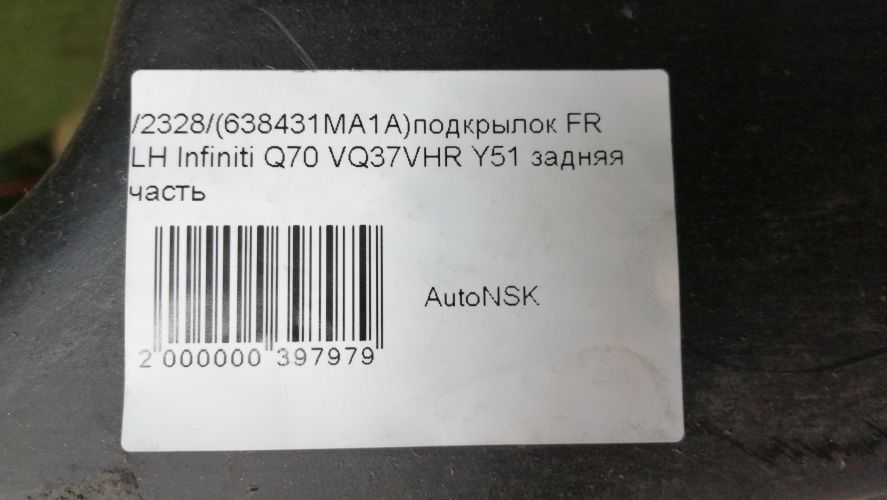 /2328/(638431MA1A)подкрылок FR
LH Infiniti Q70 VQ37VHR Y51 задняя
часть
AutoNSK
2 000000 397979